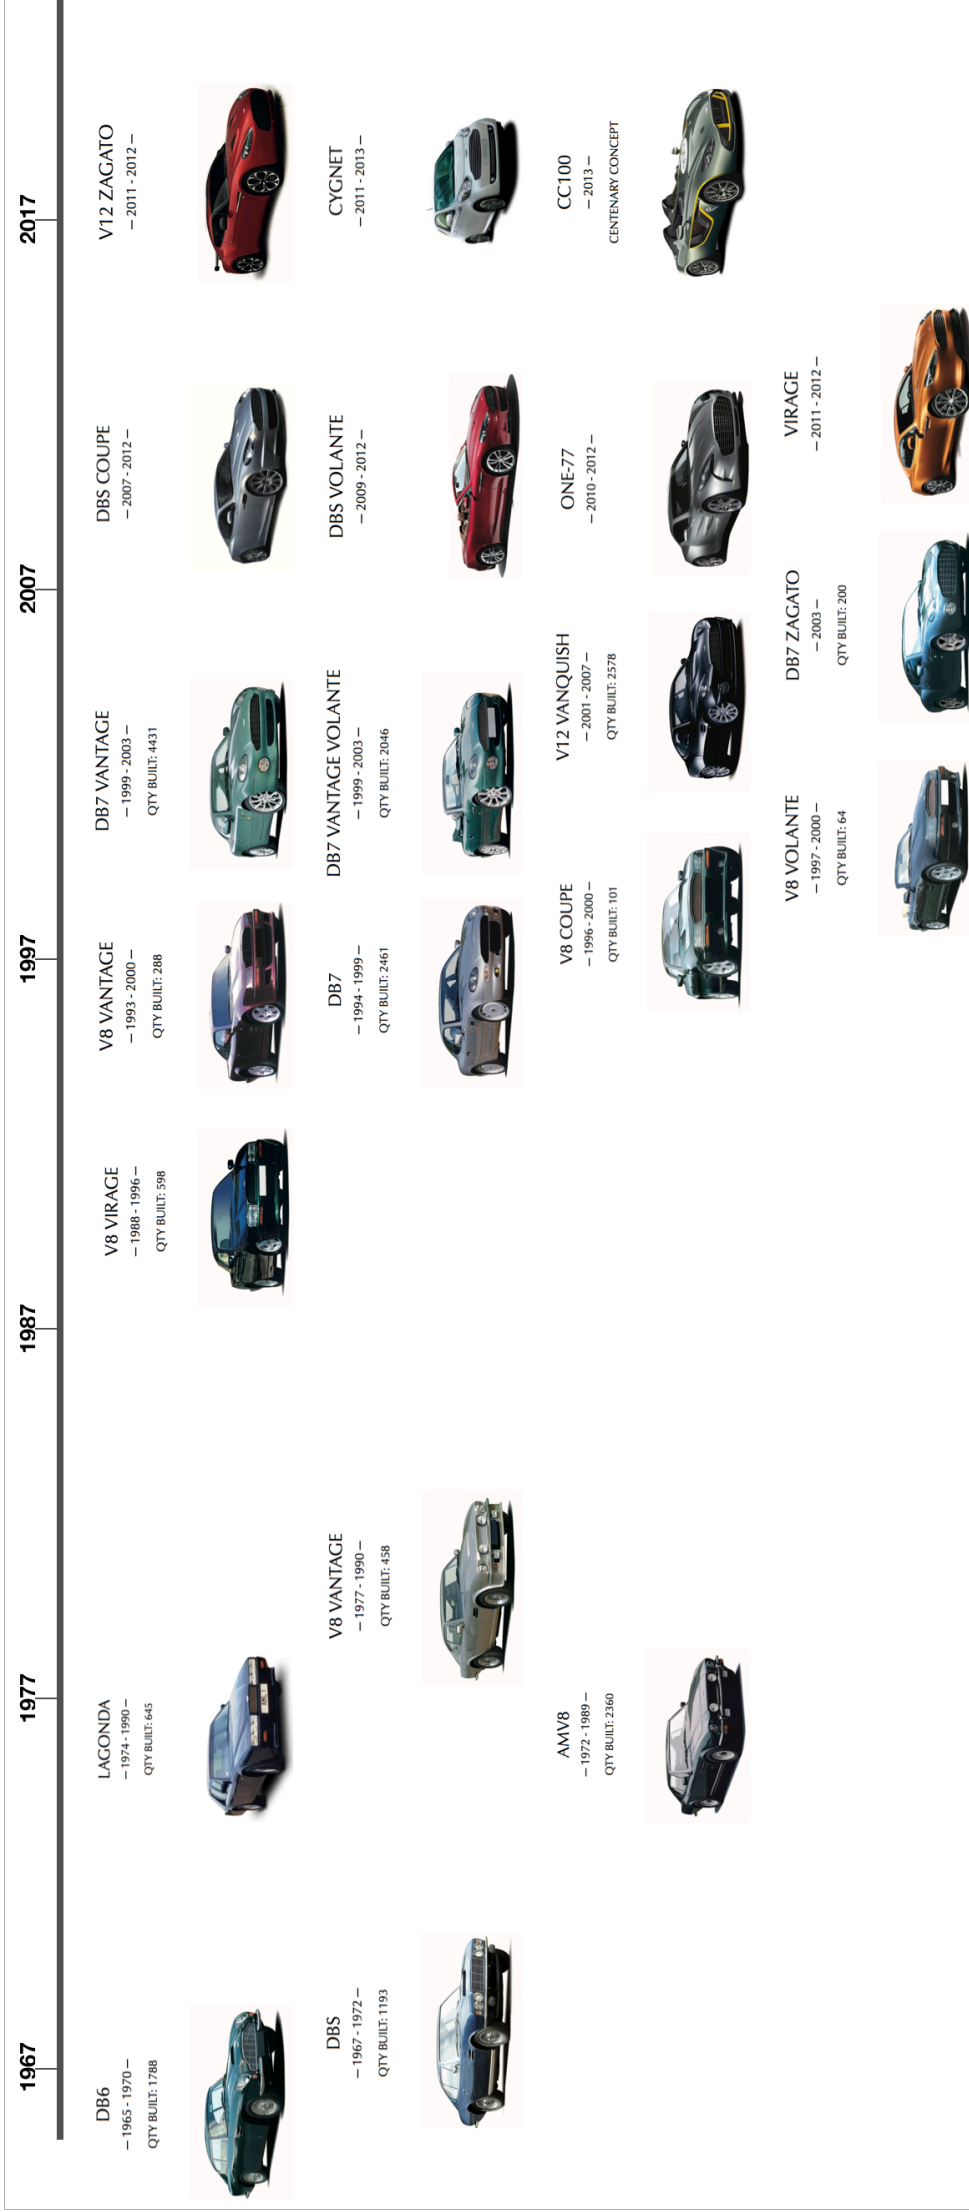 1967
1977
1987
1997
2007
2017
DB6
– 1965 - 1970 –
QTY BUILT: 1788
LAGONDA
– 1974 - 1990 –
QTY BUILT: 645
V8 VIRAGE
– 1988 - 1996 –
QTY BUILT: 598
V8 VANTAGE
– 1993 - 2000 –
QTY BUILT: 288
DB7 VANTAGE
– 1999 - 2003 –
QTY BUILT: 4431
DBS COUPE
– 2007 - 2012 –
V12 ZAGATO
– 2011 - 2012 –
DBS
– 1967 - 1972 –
QTY BUILT: 1193
V8 VANTAGE
– 1977 - 1990 –
QTY BUILT: 458
DB7
– 1994 - 1999 –
QTY BUILT: 2461
DB7 VANTAGE VOLANTE
– 1999 - 2003 –
QTY BUILT: 2046
DBS VOLANTE
– 2009 - 2012 –
CYGNET
– 2011 - 2013 –
AMV8
– 1972 - 1989 –
QTY BUILT: 2360
V8 COUPE
– 1996 - 2000 –
QTY BUILT: 101
V12 VANQUISH
– 2001 - 2007 –
QTY BUILT: 2578
ONE-77
– 2010 - 2012 –
CC100
– 2013 –
CENTENARY CONCEPT
V8 VOLANTE
– 1997 - 2000 –
QTY BUILT: 64
DB7 ZAGATO
– 2003 –
QTY BUILT: 200
VIRAGE
– 2011 - 2012 –